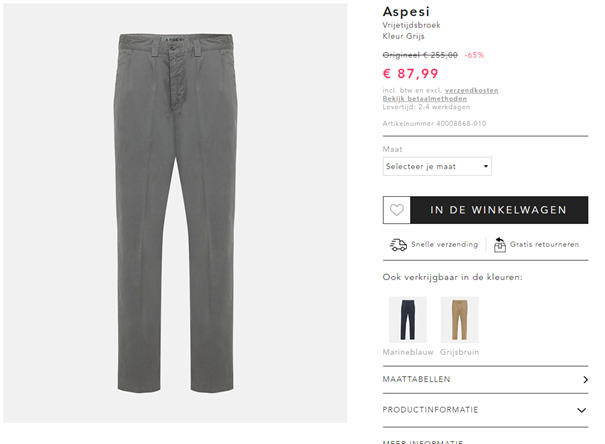 ASPESI
Aspesi
Vrijetijdsbroek
Kleur Grijs
Origineel € 255,00 -65%
€ 87,99
incl. btw en excl. verzendkosten
Bekijk betaalmethoden
Levertijd: 2-4 werkdagen
Artikelnummer 40008868-010
Maat
Selecteer je maat
IN DE WINKELWAGEN
Snelle verzending
Gratis retourneren
Ook verkrijgbaar in de kleuren:
Marineblauw Grijsbruin
MAATTABELLEN
PRODUCTINFORMATIE
MEER INFORMATIE